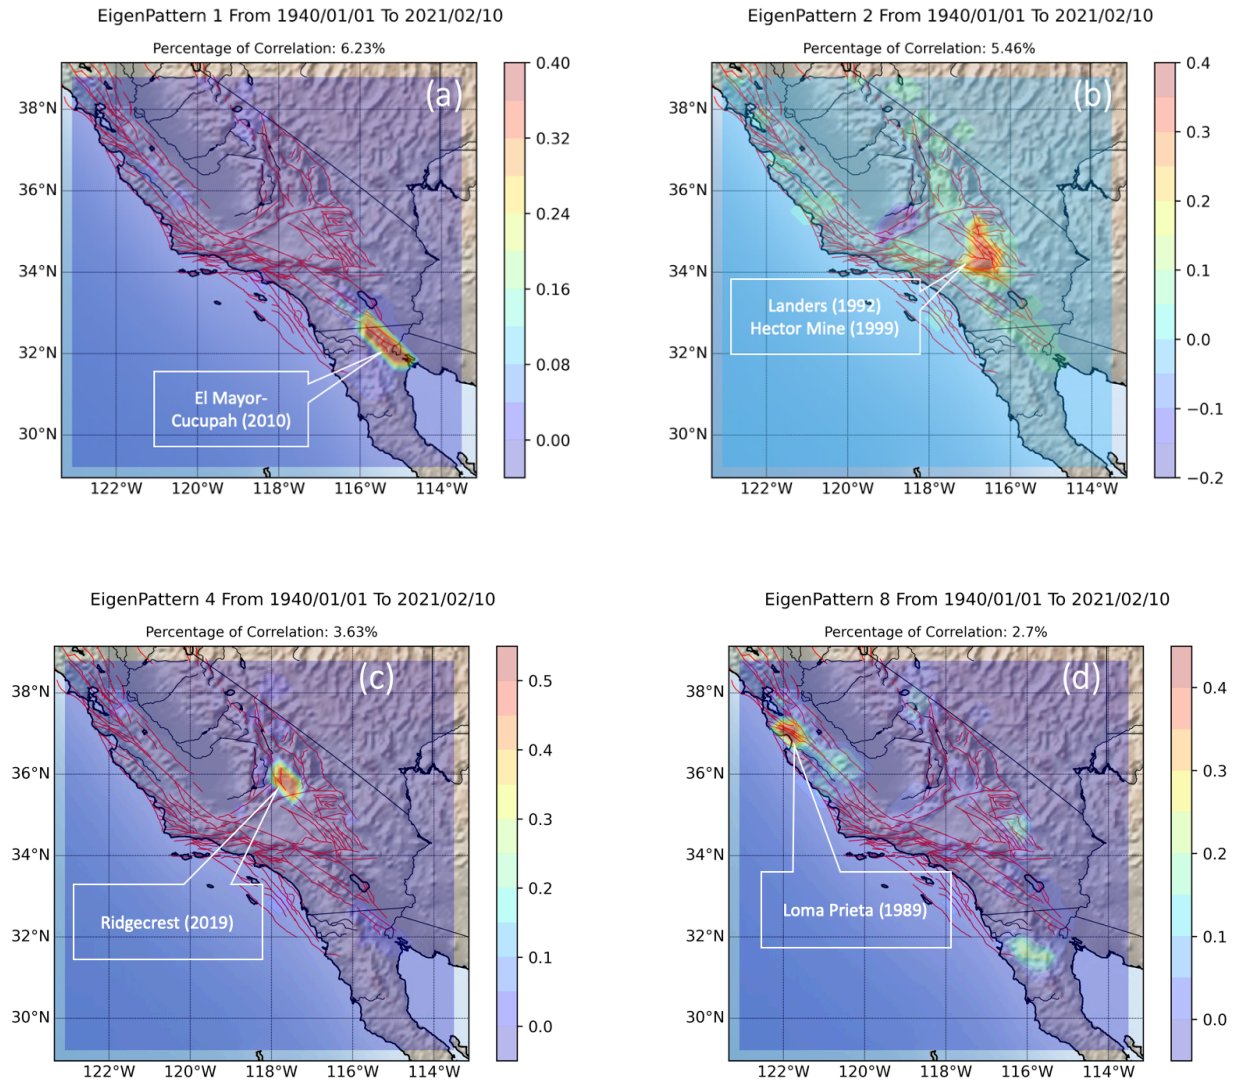 EigenPattern 1 From 1940/01/01 To 2021/02/10
Percentage of Correlation: 6.23%
(a)
38°N
36°N
34°N
32°N
30°N
122°W 120°W 118°W 116°W 114°W
0.40
0.32
0.24
0.16
0.08
0.00
El Mayor-
Cucupah (2010)
EigenPattern 2 From 1940/01/01 To 2021/02/10
Percentage of Correlation: 5.46%
(b)
38°N
36°N
34°N
32°N
30°N
122°W 120°W 118°W 116°W 114°W
0.4
0.3
0.2
0.1
0.0
−0.1
−0.2
Landers (1992)
Hector Mine (1999)
EigenPattern 4 From 1940/01/01 To 2021/02/10
Percentage of Correlation: 3.63%
(c)
38°N
36°N
34°N
32°N
30°N
122°W 120°W 118°W 116°W 114°W
0.5
0.4
0.3
0.2
0.1
0.0
Ridgecrest (2019)
EigenPattern 8 From 1940/01/01 To 2021/02/10
Percentage of Correlation: 2.7%
(d)
38°N
36°N
34°N
32°N
30°N
122°W 120°W 118°W 116°W 114°W
0.4
0.3
0.2
0.1
0.0
Loma Prieta (1989)